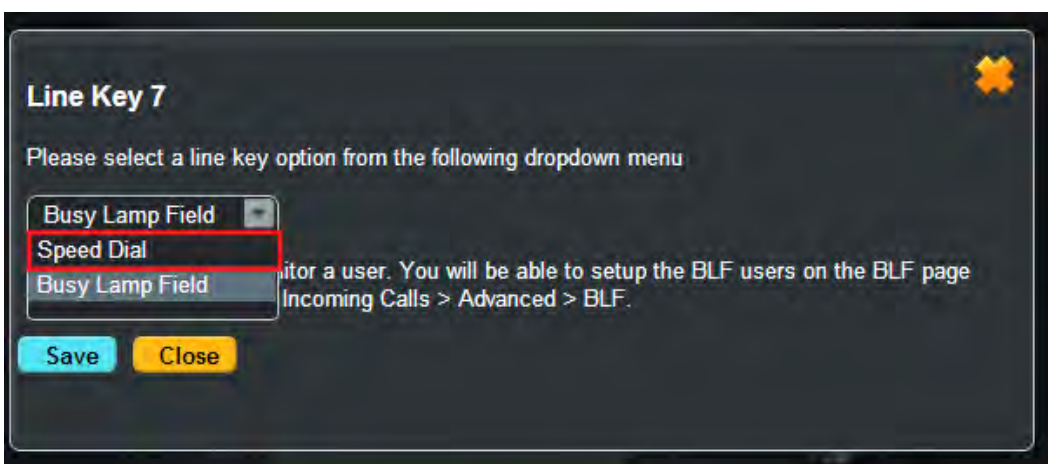 Line Key 7
Please select a line key option from the following dropdown menu
Busy Lamp Field
Speed Dial
Busy Lamp Field
itor a user. You will be able to setup the BLF users on the BLF page
Incoming Calls > Advanced > BLF.
Save Close